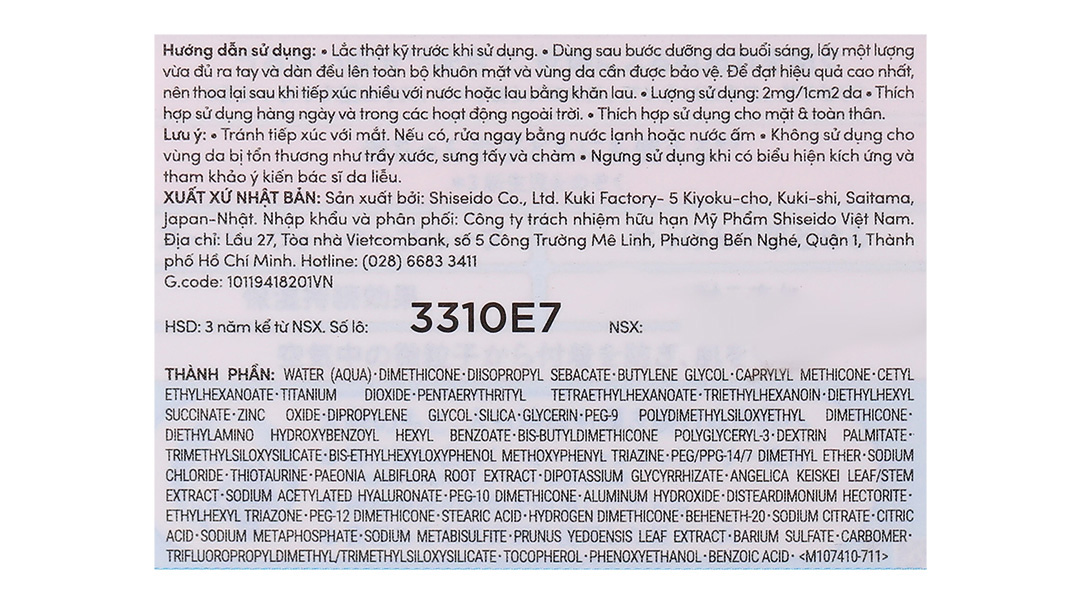 Hướng dẫn sử dụng: • Lắc thật kỹ trước khi sử dụng. • Dùng sau bước dưỡng da buổi sáng, lấy một lượng
vừa đủ ra tay và dàn đều lên toàn bộ khuôn mặt và vùng da cần được bảo vệ. Để đạt hiệu quả cao nhất,
nên thoa lại sau khi tiếp xúc nhiều với nước hoặc lau bằng khăn lau. • Lượng sử dụng: 2mg/1cm2 da • Thích
hợp sử dụng hàng ngày và trong các hoạt động ngoài trời. • Thích hợp sử dụng cho mặt & toàn thân.
Lưu ý: • Tránh tiếp xúc với mắt. Nếu có, rửa ngay bằng nước lạnh hoặc nước ấm • Không sử dụng cho
vùng da bị tổn thương như trầy xước, sưng tấy và chàm • Ngưng sử dụng khi có biểu hiện kích ứng và
tham khảo ý kiến bác sĩ da liễu.
XUẤT XỨ NHẬT BẢN: Sản xuất bởi: Shiseido Co., Ltd. Kuki Factory- 5 Kiyoku-cho, Kuki-shi, Saitama,
Japan-Nhật. Nhập khẩu và phân phối: Công ty trách nhiệm hữu hạn Mỹ Phẩm Shiseido Việt Nam.
Địa chỉ: Lầu 27, Tòa nhà Vietcombank, số 5 Công Trường Mê Linh, Phường Bến Nghé, Quận 1, Thành
phố Hồ Chí Minh. Hotline: (028) 6683 3411
G.code: 10119418201VN
HSD: 3 năm kể từ NSX. Số lô: 3310E7 NSX:
THÀNH PHẦN: WATER (AQUA)·DIMETHICONE·DIISOPROPYL SEBACATE·BUTYLENE GLYCOL·CAPRYLYL METHICONE·CETYL
ETHYLHEXANOATE·TITANIUM DIOXIDE·PENTAERYTHRITYL TETRAETHYLHEXANOATE·TRIETHYLHEXANOIN·DIETHYLHEXYL
SUCCINATE·ZINC OXIDE·DIPROPYLENE GLYCOL·SILICA·GLYCERIN·PEG-9 POLYDIMETHYLSILOXYETHYL DIMETHICONE·
DIETHYLAMINO HYDROXYBENZOYL HEXYL BENZOATE·BIS-BUTYLDIMETHICONE POLYGLYCERYL-3·DEXTRIN PALMITATE·
TRIMETHYLSILOXYSILICATE·BIS-ETHYLHEXYLOXYPHENOL METHOXYPHENYL TRIAZINE·PEG/PPG-14/7 DIMETHYL ETHER·SODIUM
CHLORIDE·THIOTAURINE·PAEONIA ALBIFLORA ROOT EXTRACT·DIPOTASSIUM GLYCYRRHIZATE·ANGELICA KEISKEI LEAF/STEM
EXTRACT·SODIUM ACETYLATED HYALURONATE·PEG-10 DIMETHICONE·ALUMINUM HYDROXIDE·DISTEARDIMONIUM HECTORITE·
ETHYLHEXYL TRIAZONE·PEG-12 DIMETHICONE·STEARIC ACID·HYDROGEN DIMETHICONE·BEHENETH-20·SODIUM CITRATE·CITRIC
ACID·SODIUM METAPHOSPHATE·SODIUM METABISULFITE·PRUNUS YEDOENSIS LEAF EXTRACT·BARIUM SULFATE·CARBOMER·
TRIFLUOROPROPYLDIMETHYL/TRIMETHYLSILOXYSILICATE·TOCOPHEROL·PHENOXYETHANOL·BENZOIC ACID·<M107410-711>